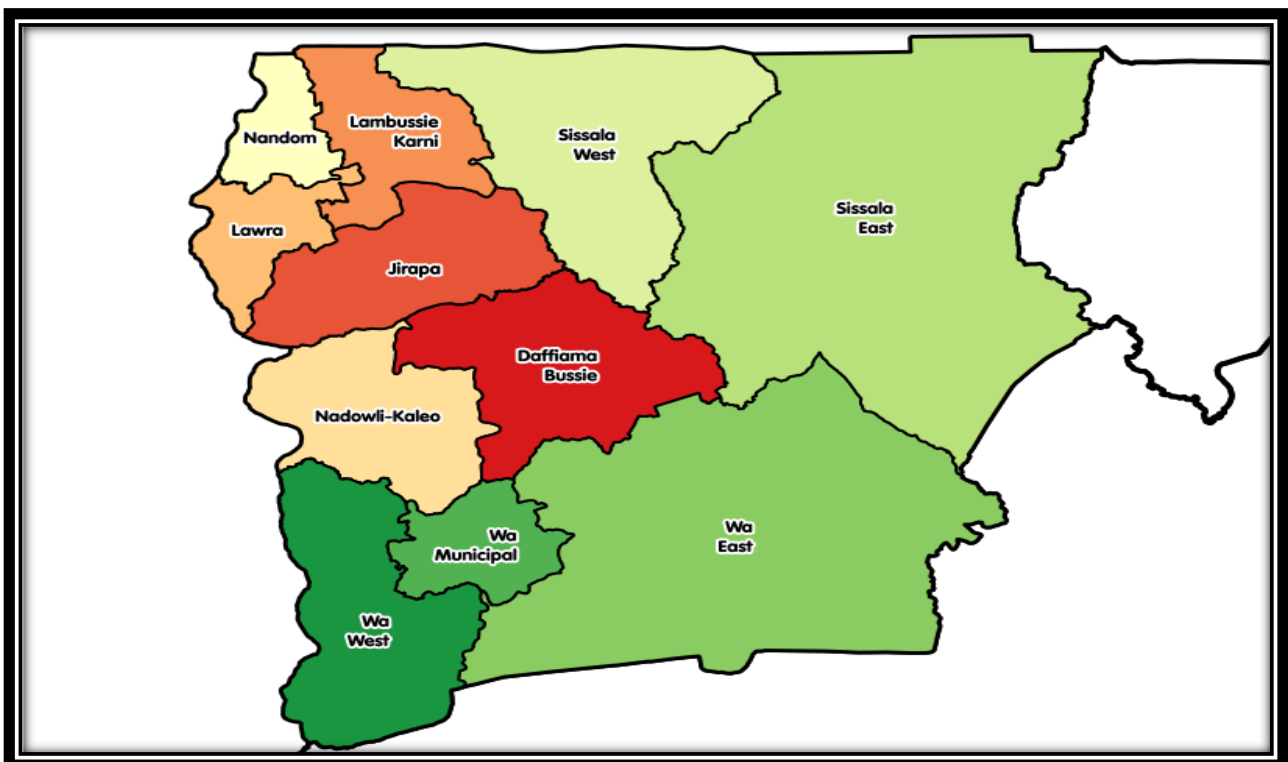 Nandom
Lambussie
Karni
Sissala
West
Sissala
East
Lawra
Jirapa
Daffiama
Bussie
Nadowli-Kaleo
Wa
Municipal
Wa
East
Wa
West